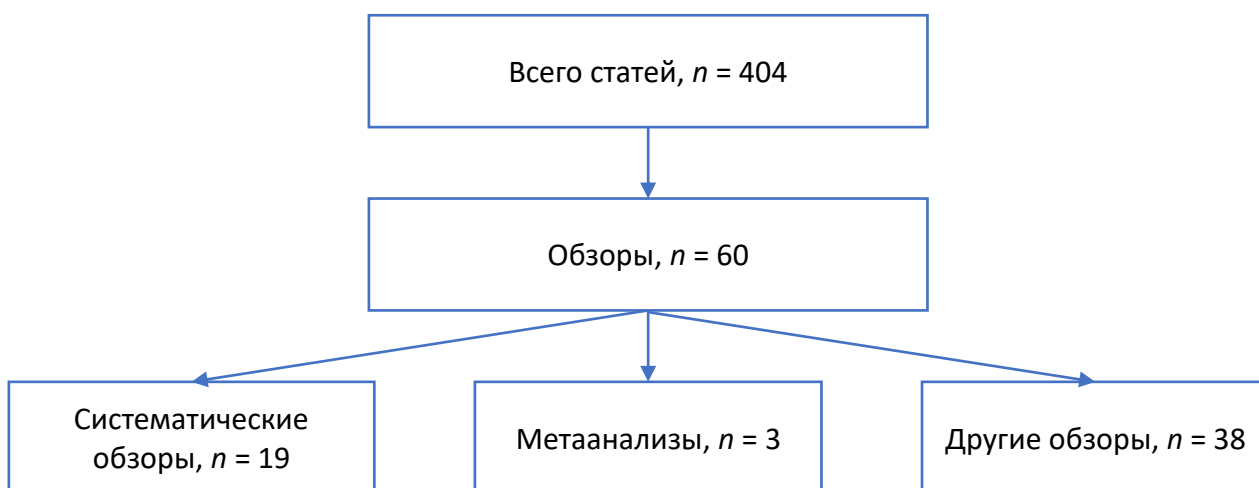 Всего статей, n = 404
Обзоры, n = 60
Систематические
обзоры, n = 19
Метаанализы, n = 3
Другие обзоры, n = 38